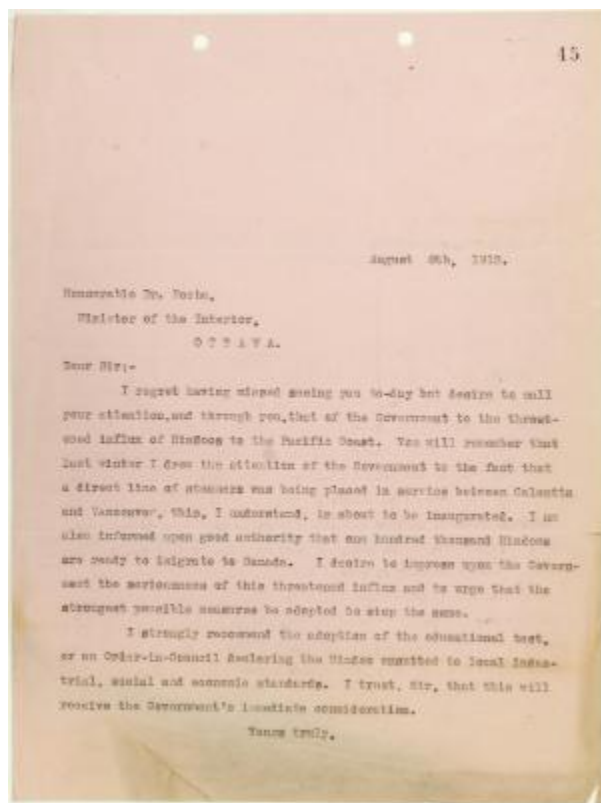 45
August 8th, 1913.
Honourable Dr. Roche,
Minister of the Interior,
O T T A W A.
Dear Sir:-
I regret having missed seeing you to-day but desire to call
your attention, and through you, that of the Government to the threat-
ened influx of Hindoos to the Pacific Coast. You will remember that
last winter I drew the attention of the Government to the fact that
a direct line of steamers was being placed in service between Calcutta
and Vancouver, this, I understand, is about to be inaugurated. I am
also informed upon good authority that one hundred thousand Hindoos
are ready to Emigrate to Canada. I desire to impress upon the Govern-
ment the seriousness of this threatened influx and to urge that the
strongest possible measures be adopted to stop the same.
I strongly recommend the adoption of the educational test,
or an Order-in-Council declaring the Hindoo unsuited to local indus-
trial, social and economic standards. I trust, Sir, that this will
receive the Government's immediate consideration.
Yours truly,